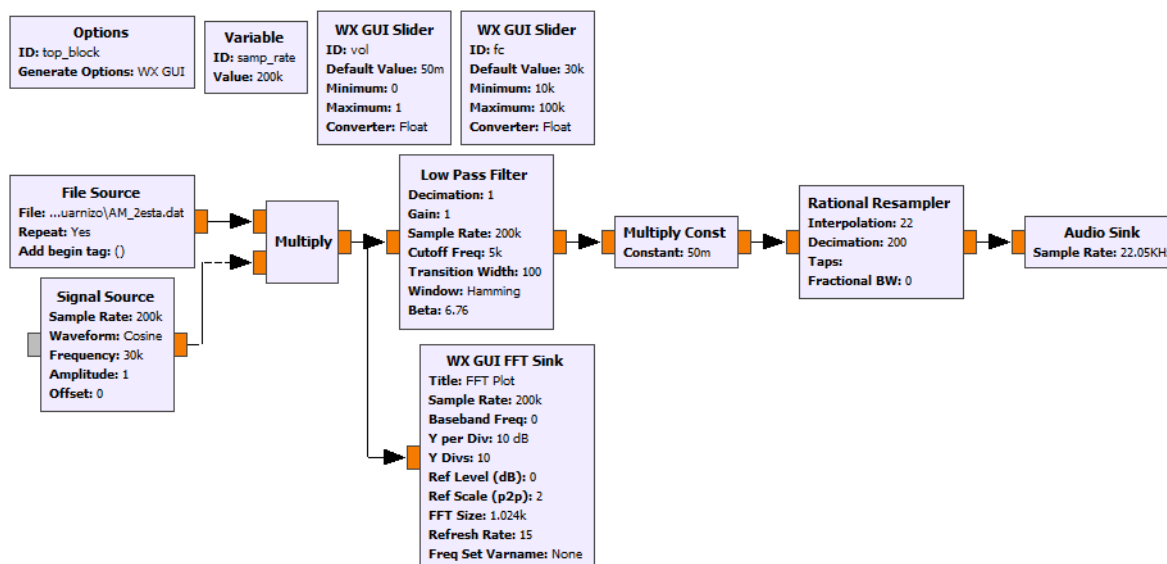 Options
ID: top_block
Generate Options: WX GUI
Variable
ID: samp_rate
Value: 200k
WX GUI Slider
ID: vol
Default Value: 50m
Minimum: 0
Maximum: 1
Converter: Float
WX GUI Slider
ID: fc
Default Value: 30k
Minimum: 10k
Maximum: 100k
Converter: Float
File Source
File: ...uarnizo\AM_2esta.dat
Repeat: Yes
Add begin tag: ()
Signal Source
Sample Rate: 200k
Waveform: Cosine
Frequency: 30k
Amplitude: 1
Offset: 0
Multiply
Low Pass Filter
Decimation: 1
Gain: 1
Sample Rate: 200k
Cutoff Freq: 5k
Transition Width: 100
Window: Hamming
Beta: 6.76
WX GUI FFT Sink
Title: FFT Plot
Sample Rate: 200k
Baseband Freq: 0
Y per Div: 10 dB
Y Divs: 10
Ref Level (dB): 0
Ref Scale (p2p): 2
FFT Size: 1.024k
Refresh Rate: 15
Freq Set Varname: None
Multiply Const
Constant: 50m
Rational Resampler
Interpolation: 22
Decimation: 200
Taps:
Fractional BW: 0
Audio Sink
Sample Rate: 22.05KHz